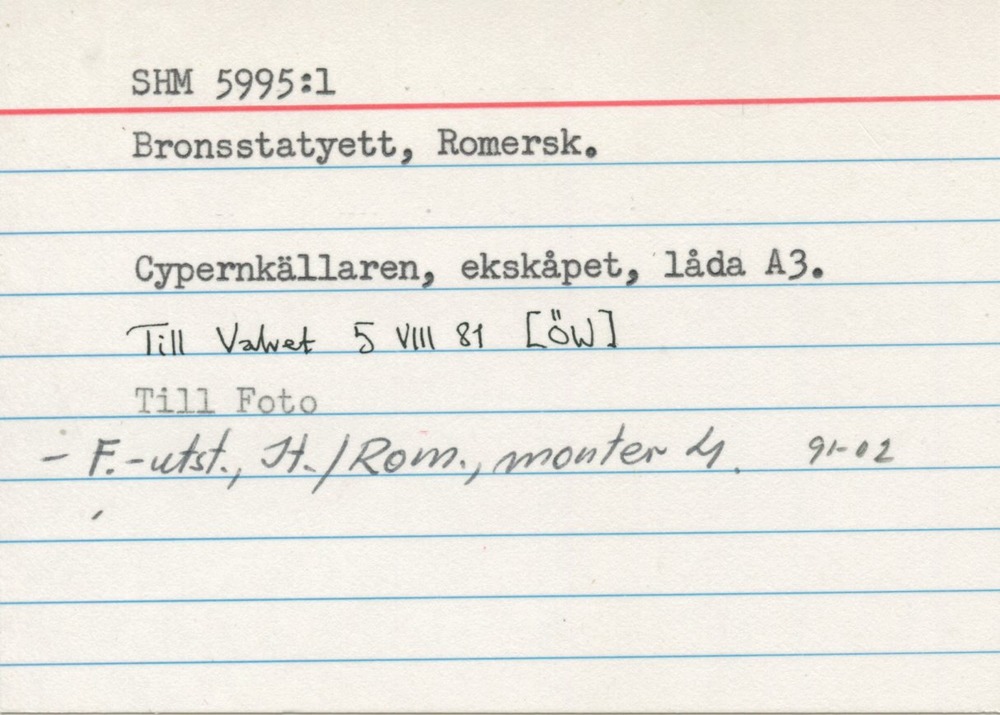 SHM 5995:1
Bronsstatyett, Romersk.
Cypernkällaren, ekskåpet, låda A3.
Till Valvet 5 VIII 81 [ÖW]
Till Foto
- F.-utst., It./Rom., monter 4. 91-02